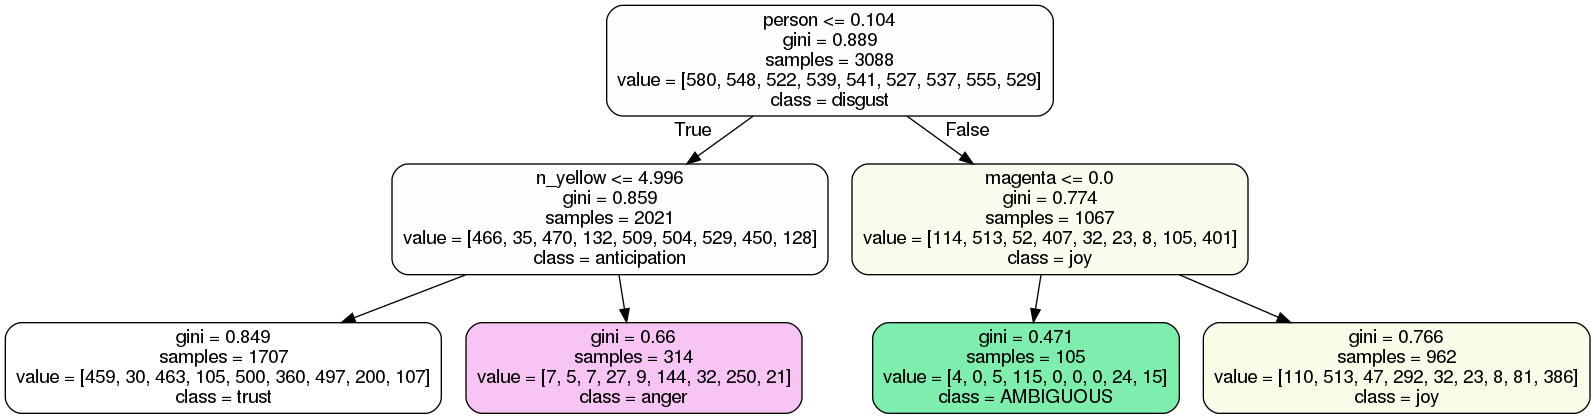 person <= 0.104
gini = 0.889
samples = 3088
value = [580, 548, 522, 539, 541, 527, 537, 555, 529]
class = disgust
True
False
n_yellow <= 4.996
gini = 0.859
samples = 2021
value = [466, 35, 470, 132, 509, 504, 529, 450, 128]
class = anticipation
magenta <= 0.0
gini = 0.774
samples = 1067
value = [114, 513, 52, 407, 32, 23, 8, 105, 401]
class = joy
gini = 0.849
samples = 1707
value = [459, 30, 463, 105, 500, 360, 497, 200, 107]
class = trust
gini = 0.66
samples = 314
value = [7, 5, 7, 27, 9, 144, 32, 250, 21]
class = anger
gini = 0.471
samples = 105
value = [4, 0, 5, 115, 0, 0, 0, 24, 15]
class = AMBIGUOUS
gini = 0.766
samples = 962
value = [110, 513, 47, 292, 32, 23, 8, 81, 386]
class = joy